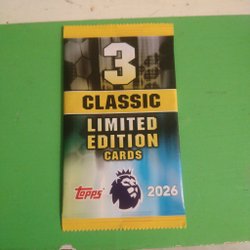 3
CLASSIC
LIMITED
EDITION
CARDS
topps 2026